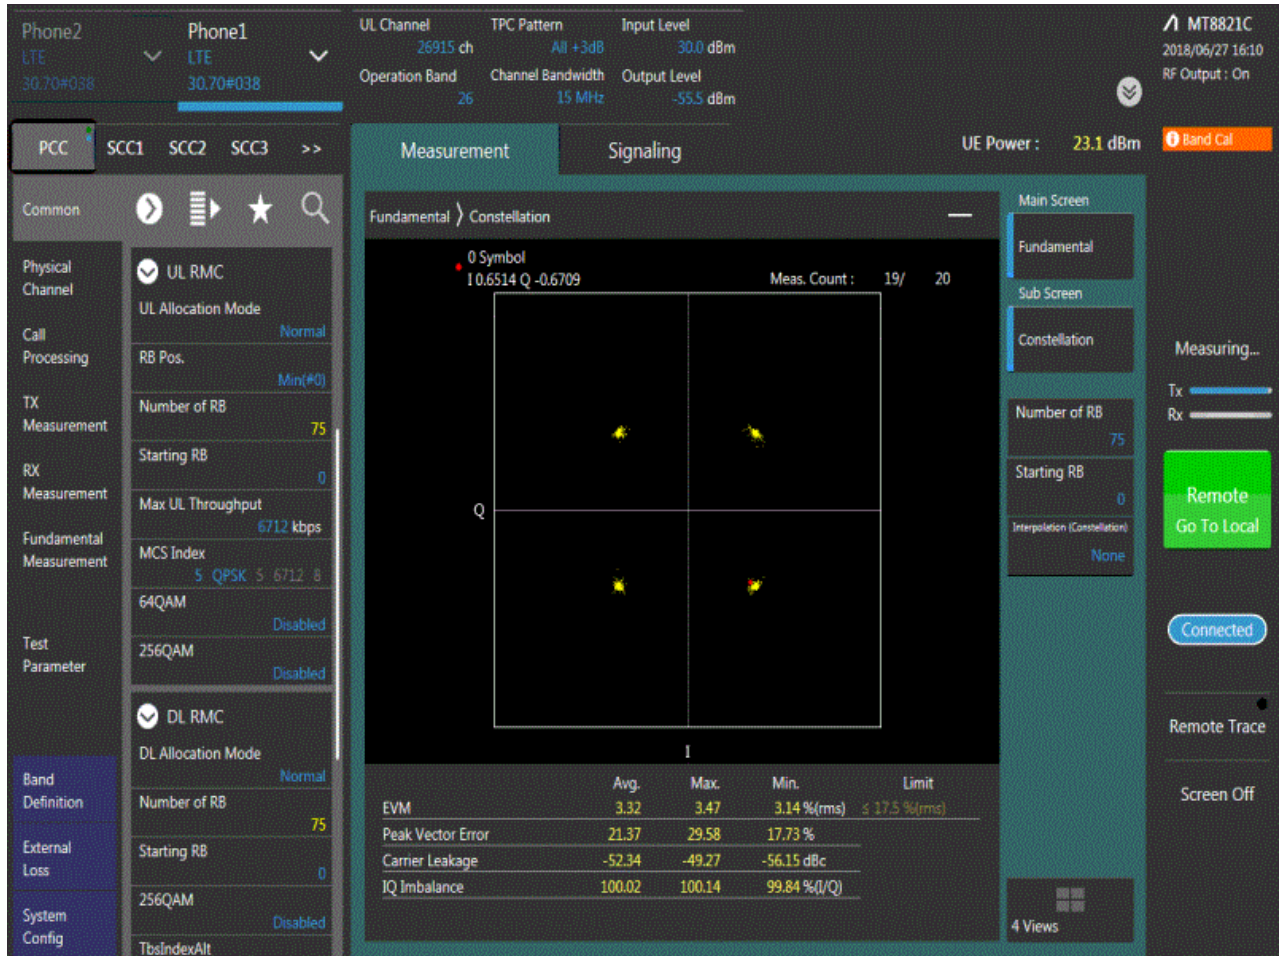 Phone2
LTE
30.70#038
Phone1
LTE
30.70#038
UL Channel
26915 ch
TPC Pattern
All +3dB
Input Level
30.0 dBm
Operation Band
26
Channel Bandwidth
15 MHz
Output Level
-55.5 dBm
MT8821C
2018/06/27 16:10
RF Output : On
PCC SCC1 SCC2 SCC3 >>
Measurement
Signaling
UE Power : 23.1 dBm
Band Cal
Common
Physical
Channel
Call
Processing
TX
Measurement
RX
Measurement
Fundamental
Measurement
Test
Parameter
Band
Definition
External
Loss
System
Config
UL RMC
UL Allocation Mode
Normal
RB Pos.
Min(#0)
Number of RB
75
Starting RB
0
Max UL Throughput
6712 kbps
MCS Index
5 QPSK 5 6712 8
64QAM
Disabled
256QAM
Disabled
DL RMC
DL Allocation Mode
Normal
Number of RB
75
Starting RB
0
256QAM
Disabled
TbsIndexAlt
Fundamental 〉 Constellation
0 Symbol
I 0.6514 Q -0.6709
Meas. Count : 19/ 20
Q
I
Avg. Max. Min. Limit
EVM 3.32 3.47 3.14 %(rms) ≤ 17.5 %(rms)
Peak Vector Error 21.37 29.58 17.73 %
Carrier Leakage -52.34 -49.27 -56.15 dBc
IQ Imbalance 100.02 100.14 99.84 %(I/Q)
Main Screen
Fundamental
Sub Screen
Constellation
Number of RB
75
Starting RB
0
Interpolation (Constellation)
None
4 Views
Measuring...
Tx
Rx
Remote
Go To Local
Connected
Remote Trace
Screen Off